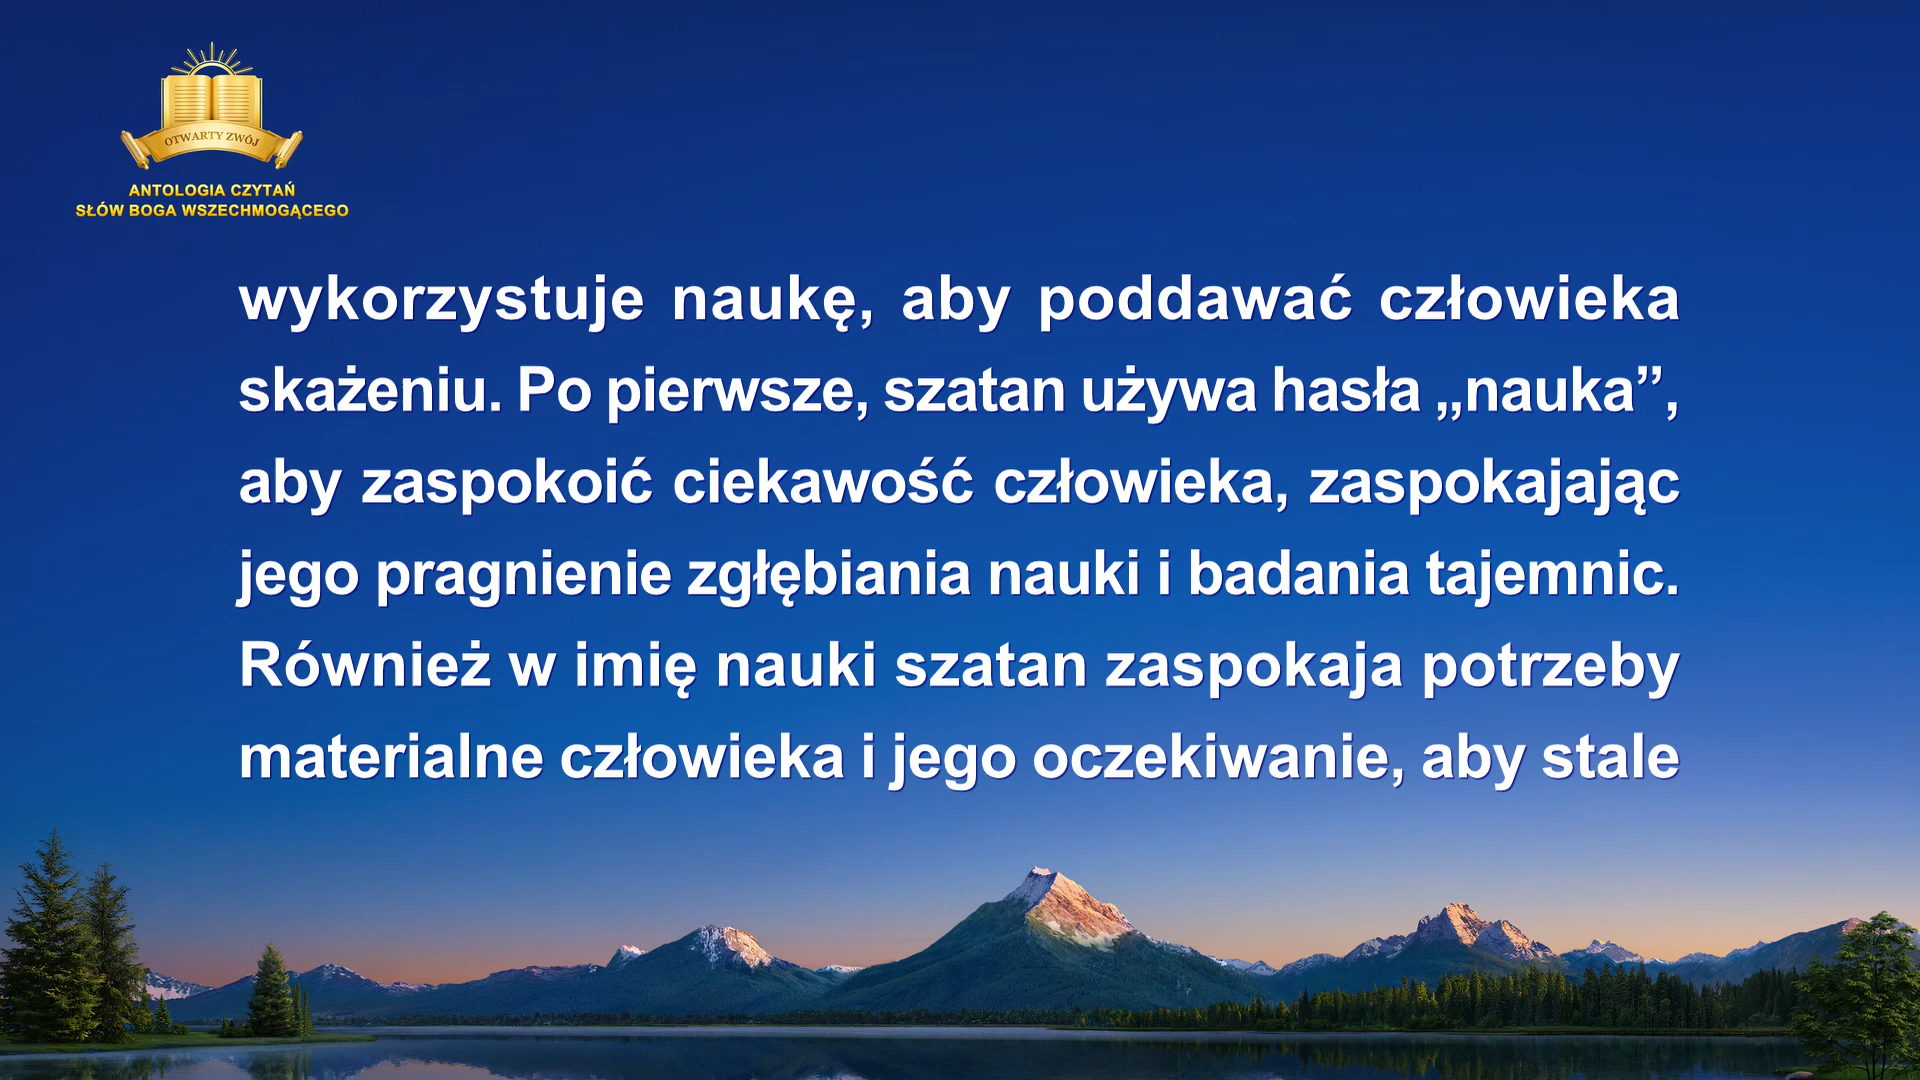 OTWARTY ZWÓJ
ANTOLOGIA CZYTAŃ
SŁÓW BOGA WSZECHMOGĄCEGO
wykorzystuje naukę, aby poddawać człowieka
skażeniu. Po pierwsze, szatan używa hasła „nauka”,
aby zaspokoić ciekawość człowieka, zaspokajając
jego pragnienie zgłębiania nauki i badania tajemnic.
Również w imię nauki szatan zaspokaja potrzeby
materialne człowieka i jego oczekiwanie, aby stale